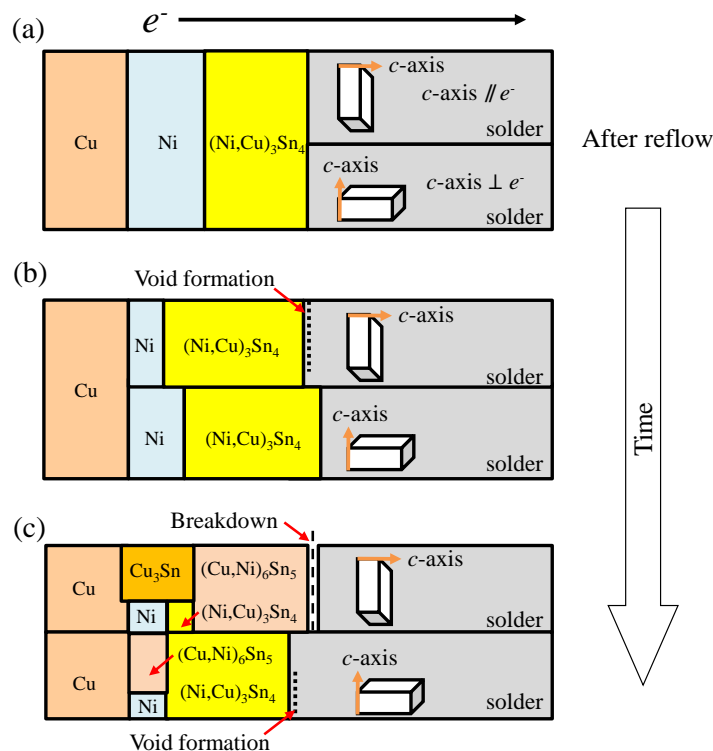 (a)
e⁻
Cu
Ni
(Ni,Cu)₃Sn₄
c-axis
c-axis // e⁻
solder
c-axis
c-axis ⊥ e⁻
solder
After reflow
(b)
Void formation
Cu
Ni
(Ni,Cu)₃Sn₄
c-axis
solder
Ni
(Ni,Cu)₃Sn₄
c-axis
solder
Time
(c)
Breakdown
Cu
Cu₃Sn
(Cu,Ni)₆Sn₅
Ni
(Ni,Cu)₃Sn₄
c-axis
solder
Cu
(Cu,Ni)₆Sn₅
(Ni,Cu)₃Sn₄
Ni
c-axis
solder
Void formation